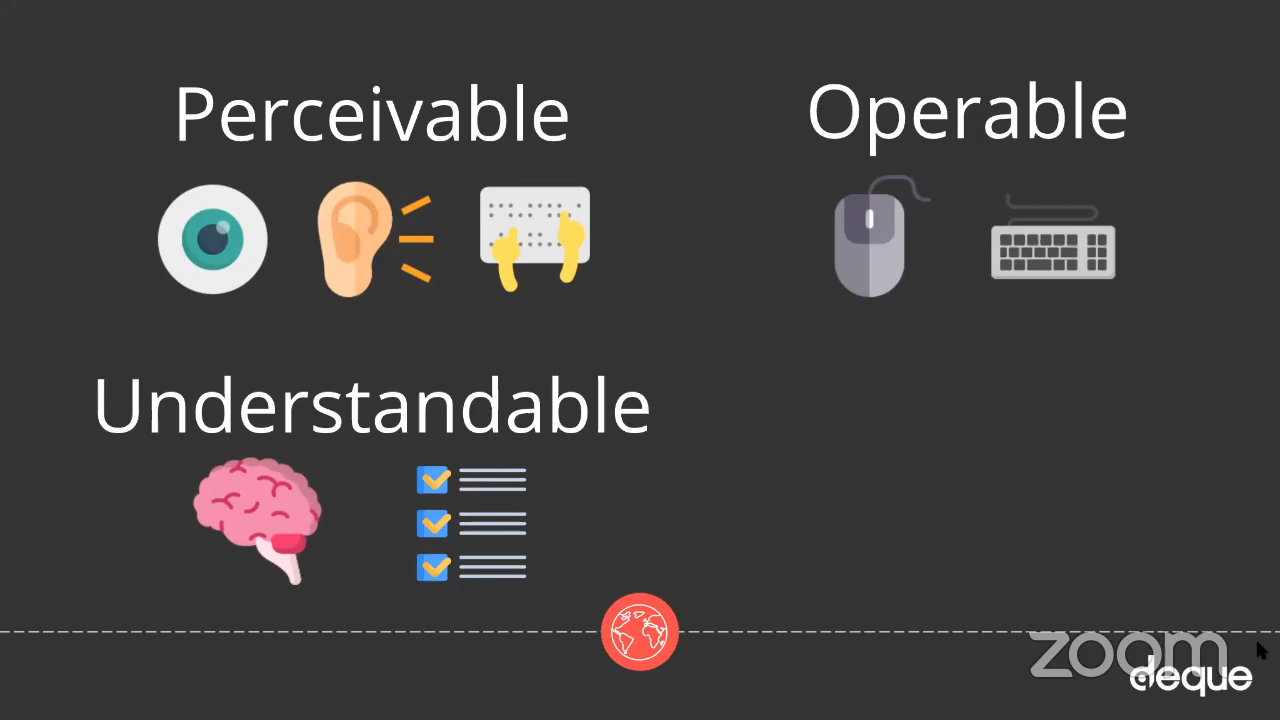 Perceivable
Operable
Understandable
zoom
deque